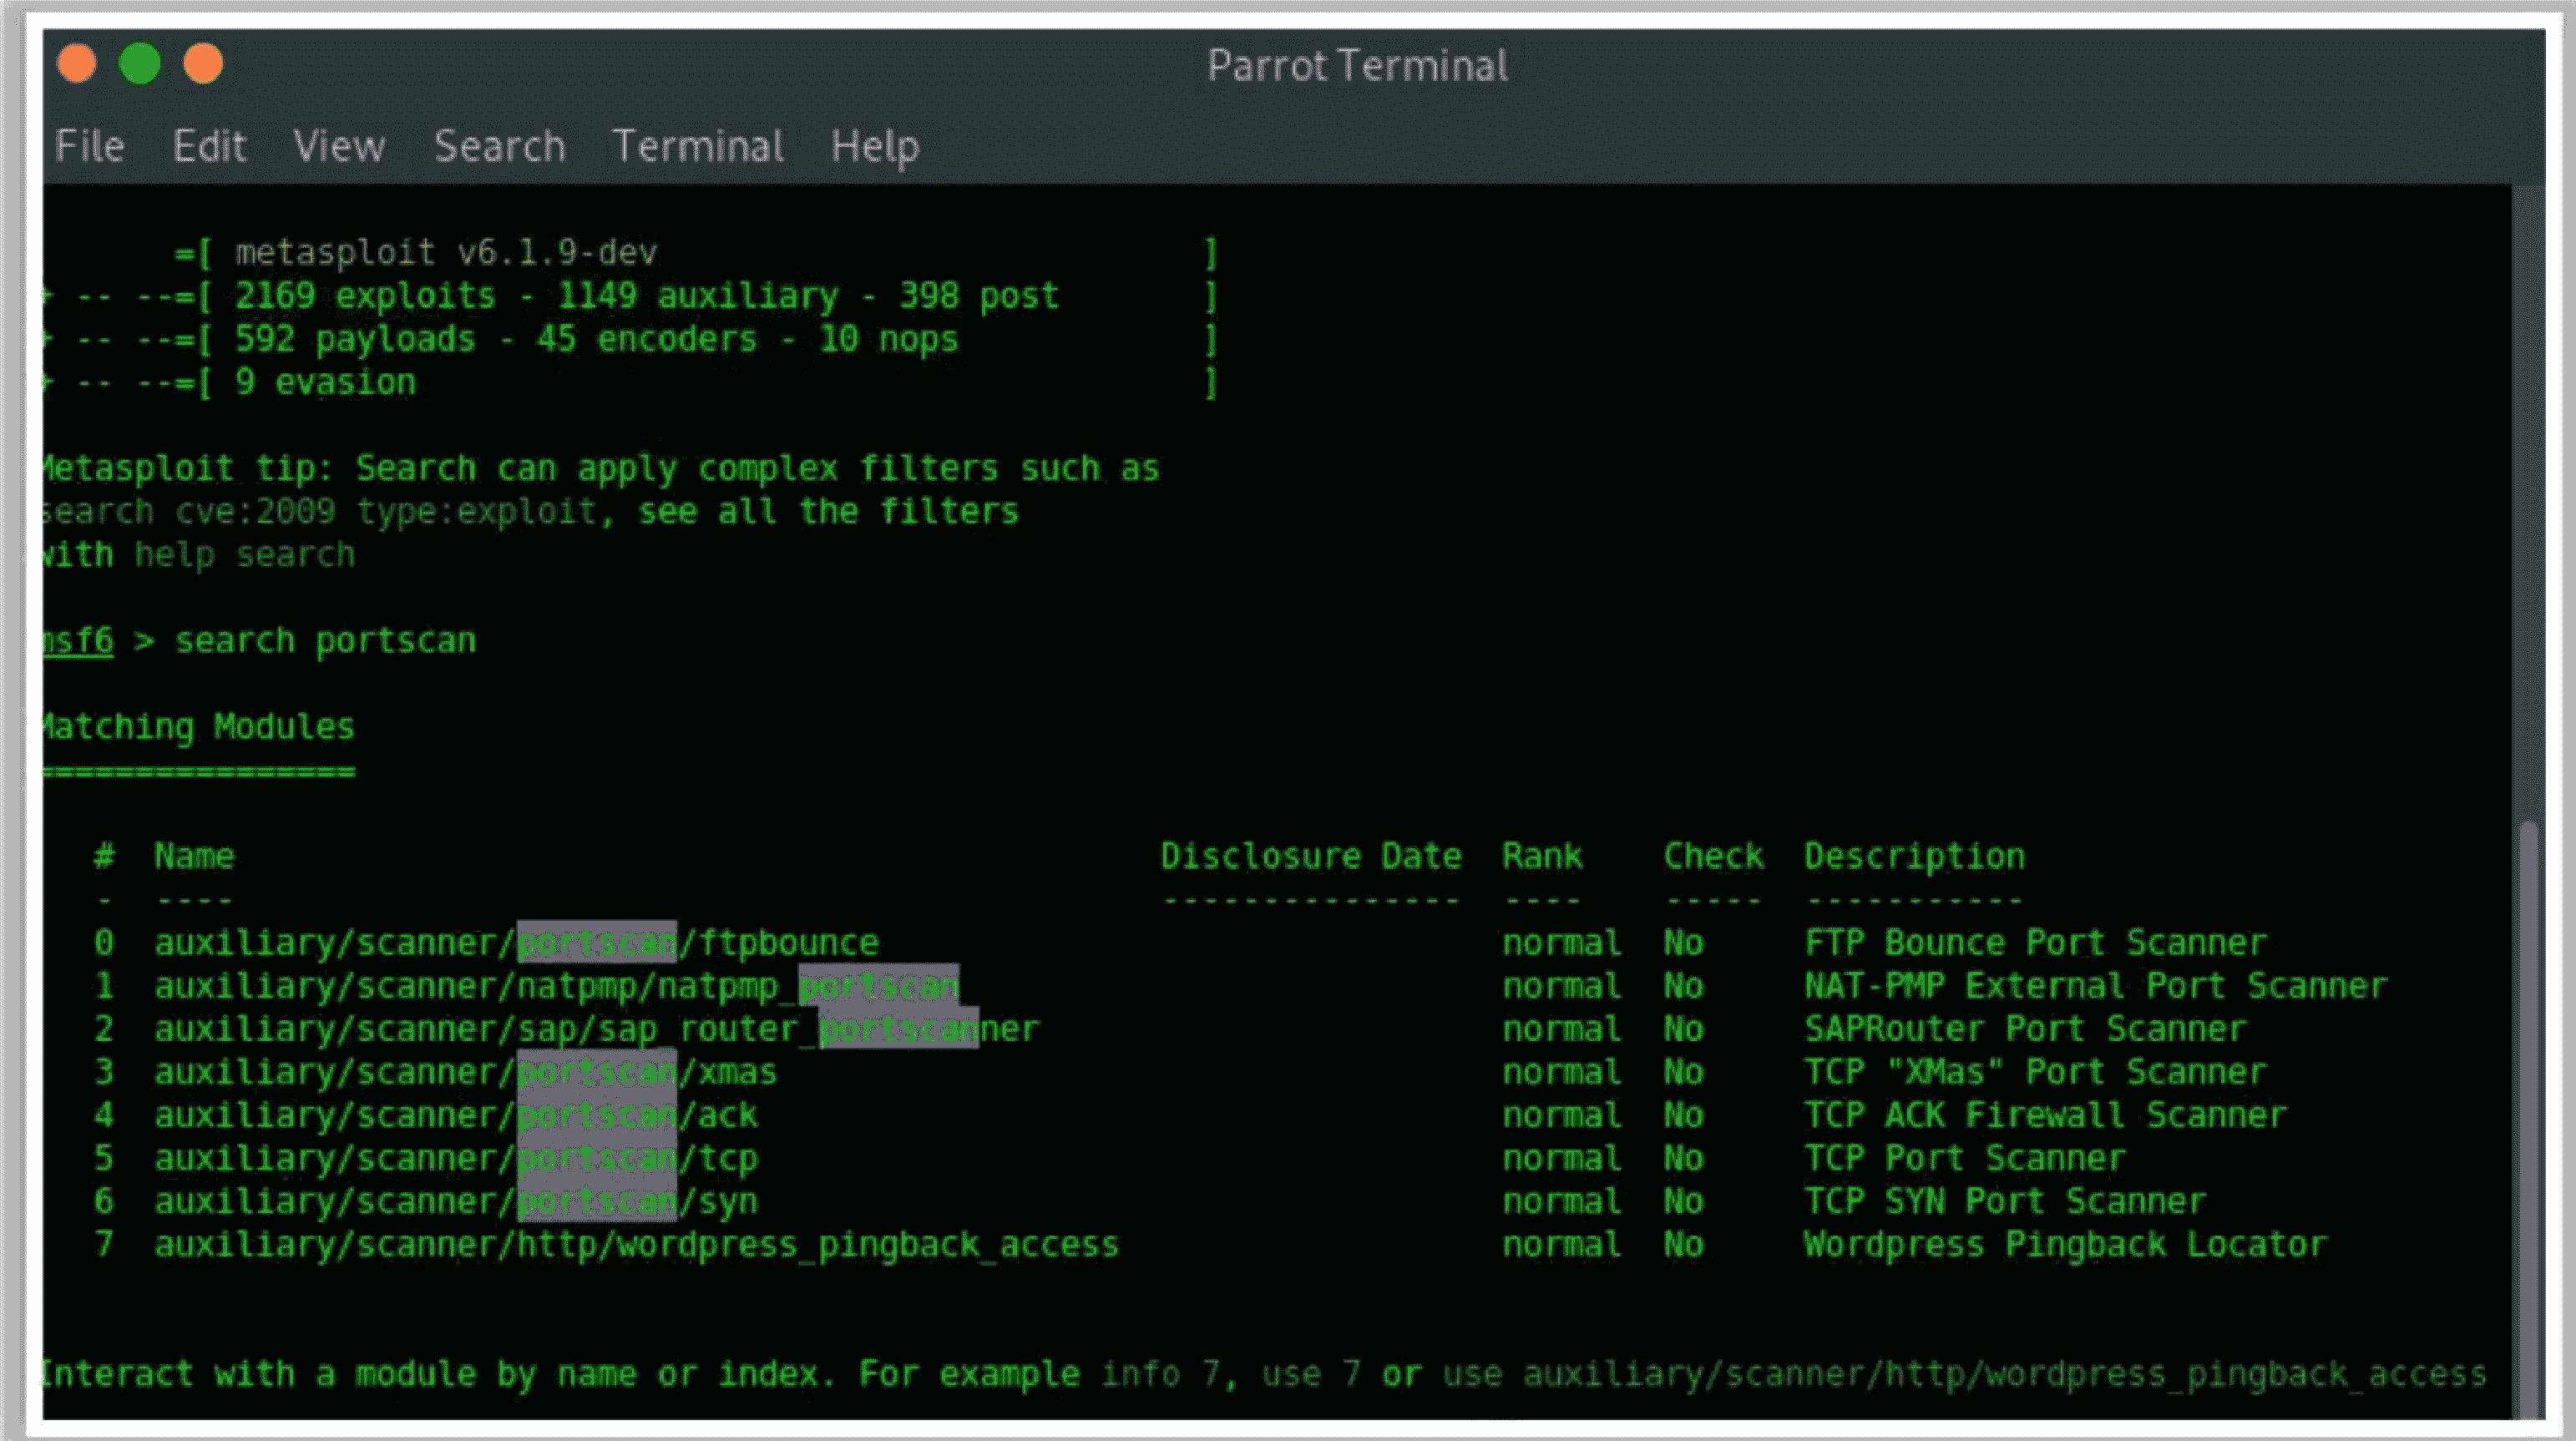 Parrot Terminal
File Edit View Search Terminal Help
=[ metasploit v6.1.9-dev ]
+ -- --=[ 2169 exploits - 1149 auxiliary - 398 post ]
+ -- --=[ 592 payloads - 45 encoders - 10 nops ]
+ -- --=[ 9 evasion ]
Metasploit tip: Search can apply complex filters such as
search cve:2009 type:exploit, see all the filters
with help search
msf6 > search portscan
Matching Modules
================
# Name Disclosure Date Rank Check Description
- ---- --------------- ---- ----- -----------
0 auxiliary/scanner/portscan/ftpbounce normal No FTP Bounce Port Scanner
1 auxiliary/scanner/natpmp/natpmp_portscan normal No NAT-PMP External Port Scanner
2 auxiliary/scanner/sap/sap_router_portscanner normal No SAPRouter Port Scanner
3 auxiliary/scanner/portscan/xmas normal No TCP "XMas" Port Scanner
4 auxiliary/scanner/portscan/ack normal No TCP ACK Firewall Scanner
5 auxiliary/scanner/portscan/tcp normal No TCP Port Scanner
6 auxiliary/scanner/portscan/syn normal No TCP SYN Port Scanner
7 auxiliary/scanner/http/wordpress_pingback_access normal No Wordpress Pingback Locator
Interact with a module by name or index. For example info 7, use 7 or use auxiliary/scanner/http/wordpress_pingback_access